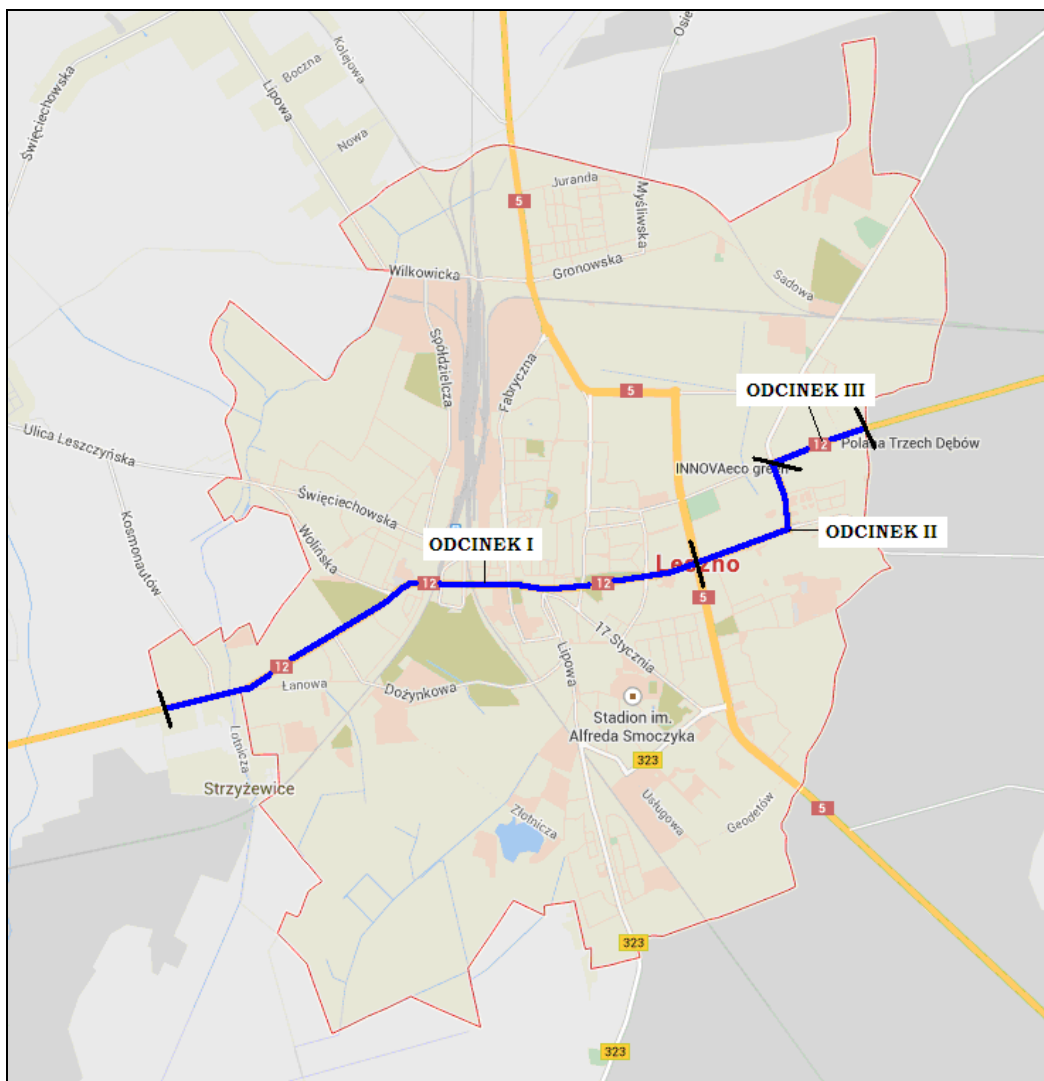 Święciechowska
Boczna
Kolejowa
Lipowa
Nowa
Osie
5
Juranda
Myśliwska
Wilkowicka
Gronowska
Sadowa
Spółdzielcza
Fabryczna
5
ODCINEK III
12
Polana Trzech Dębów
Ulica Leszczyńska
INNOVAeco green
Święciechowska
Kosmonautów
Wolińska
ODCINEK I
ODCINEK II
Leszno
12
12
5
17 Stycznia
Lipowa
12
Łanowa
Dożynkowa
Stadion im.
Alfreda Smoczyka
Lotnicza
323
Strzyżewice
Usługowa
Geodetów
5
Złotnicza
323
323